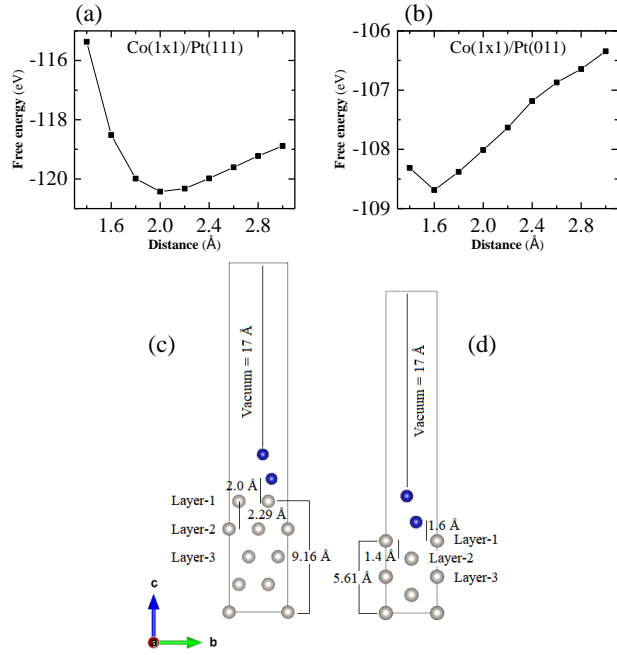 (a)
Co(1x1)/Pt(111)
Free energy (eV)
-115
-118
-120
1.6
2.0
2.4
2.8
Distance (Å)
(b)
Co(1x1)/Pt(011)
Free energy (eV)
-106
-107
-108
-109
1.6
2.0
2.4
2.8
Distance (Å)
(c)
Vacuum = 17 Å
2.0 Å
Layer-1
2.29 Å
Layer-2
Layer-3
9.16 Å
(d)
Vacuum = 17 Å
1.6 Å
Layer-1
1.4 Å
Layer-2
5.61 Å
Layer-3
c
a
b